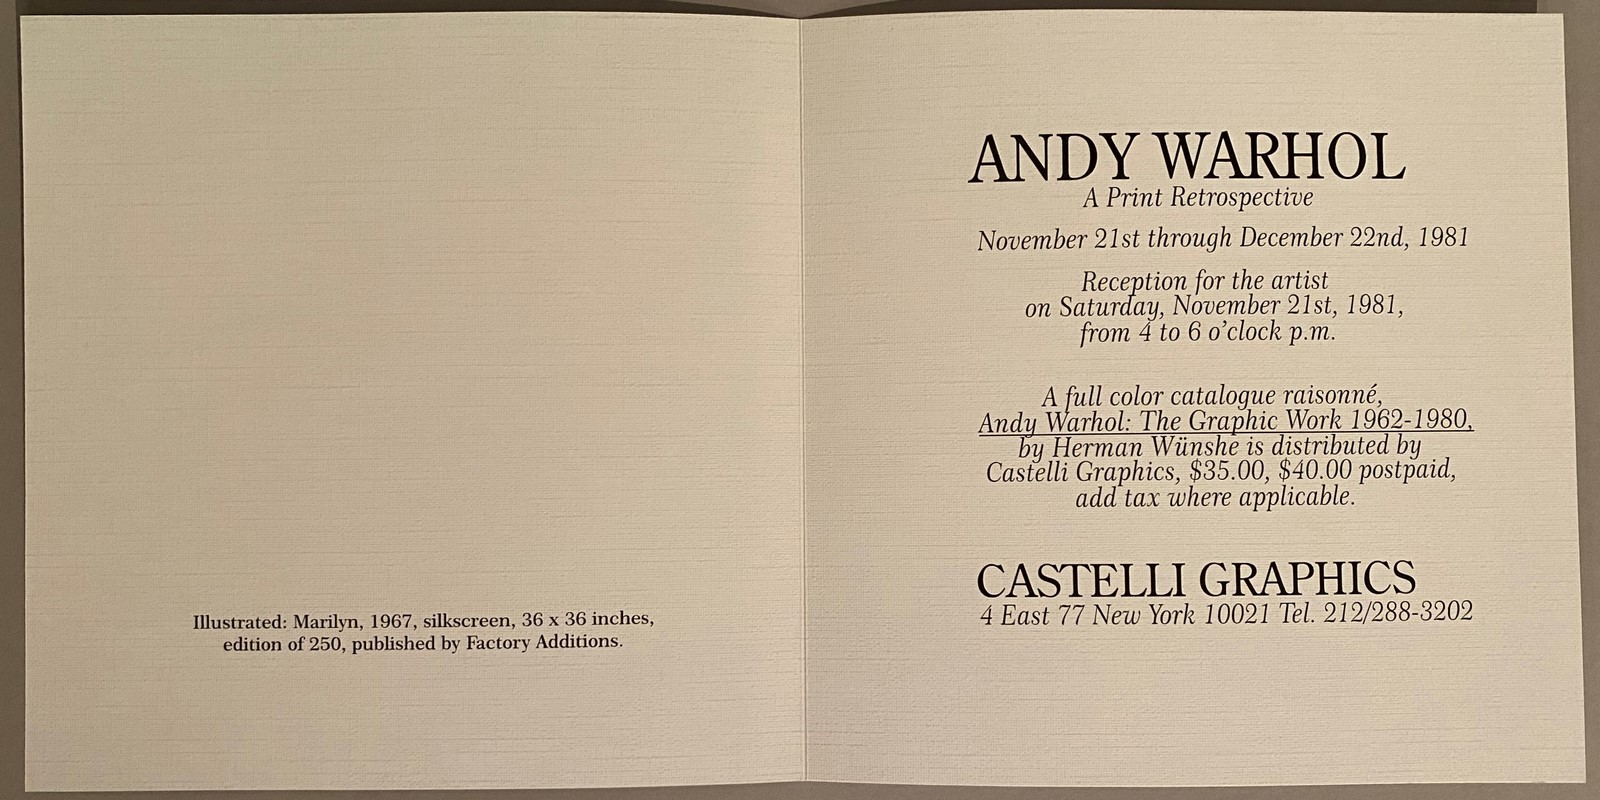 Illustrated: Marilyn, 1967, silkscreen, 36 x 36 inches,
edition of 250, published by Factory Additions.
ANDY WARHOL
A Print Retrospective
November 21st through December 22nd, 1981
Reception for the artist
on Saturday, November 21st, 1981,
from 4 to 6 o'clock p.m.
A full color catalogue raisonné,
Andy Warhol: The Graphic Work 1962-1980,
by Herman Wünshe is distributed by
Castelli Graphics, $35.00, $40.00 postpaid,
add tax where applicable.
CASTELLI GRAPHICS
4 East 77 New York 10021 Tel. 212/288-3202